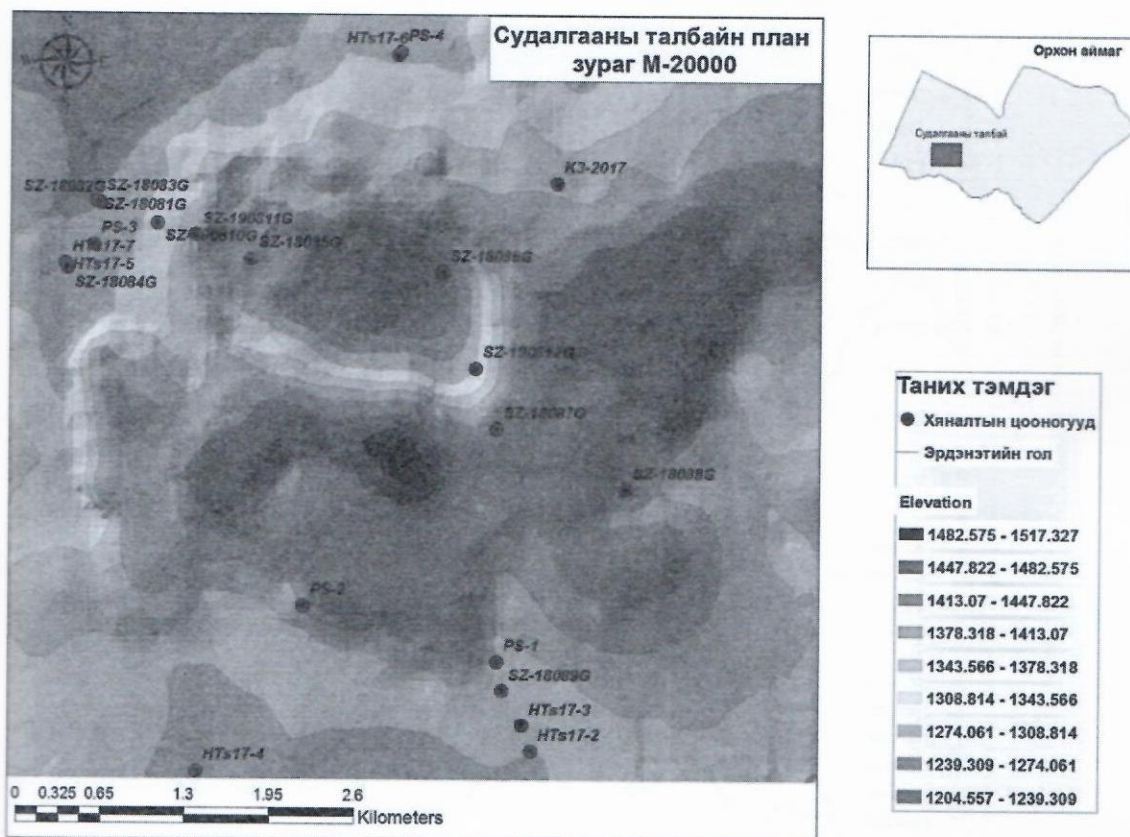 Судалгааны талбайн план
зураг М-20000
HTs17-6 PS-4
K3-2017
SZ-18083G
SZ-18081G
PS-3
HTs17-7
HTs17-5
SZ-18084G
SZ-18087G
PS-2
PS-1
SZ-18089G
HTs17-3
HTs17-2
HTs17-4
0 0.325 0.65 1.3 1.95 2.6
Kilometers
Орхон аймаг
Судалгааны талбай
Таних тэмдэг
Хяналтын цооногууд
Эрдэнэтийн гол
Elevation
1482.575 - 1517.327
1447.822 - 1482.575
1413.07 - 1447.822
1378.318 - 1413.07
1343.566 - 1378.318
1308.814 - 1343.566
1274.061 - 1308.814
1239.309 - 1274.061
1204.557 - 1239.309